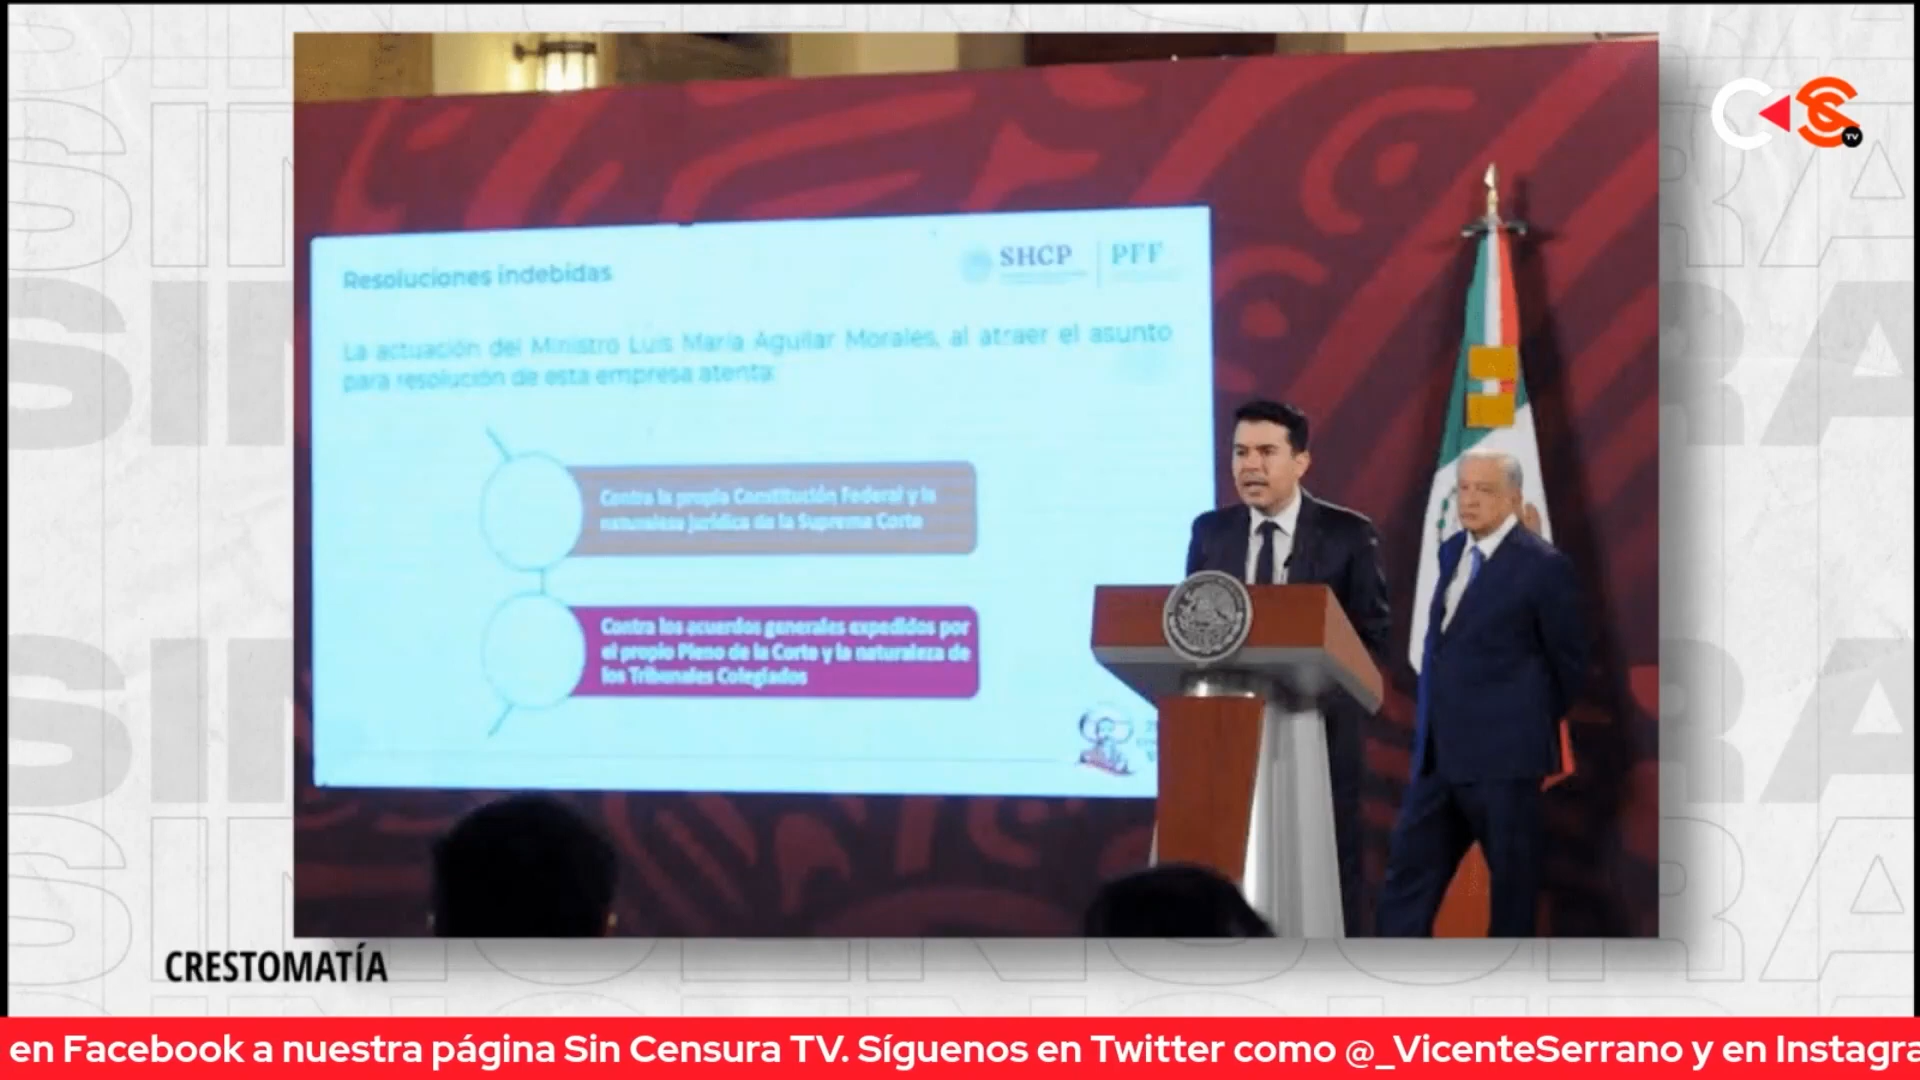 TV
SHCP PFF
Resoluciones indebidas
La actuación del Ministro Luis María Aguilar Morales, al atraer el asunto
para resolución de esta empresa atenta:
Contra la propia Constitución Federal y la
naturaleza jurídica de la Suprema Corte
Contra los acuerdos generales expedidos por
el propio Pleno de la Corte y la naturaleza de
los Tribunales Colegiados
CRESTOMATÍA
en Facebook a nuestra página Sin Censura TV. Síguenos en Twitter como @_VicenteSerrano y en Instagra